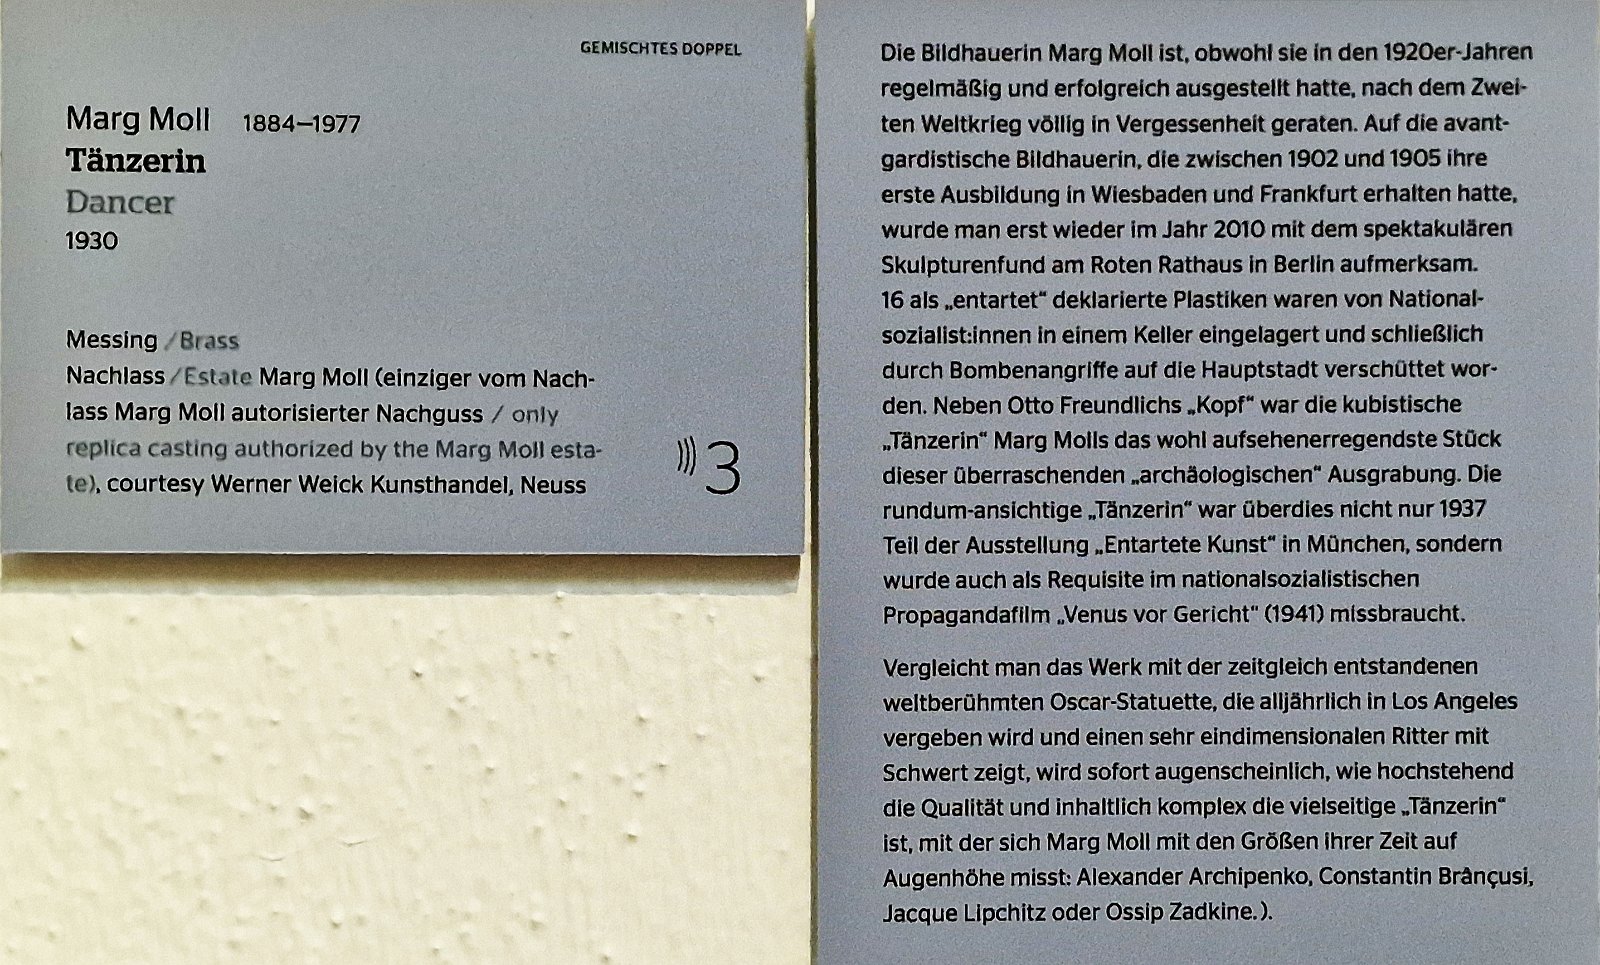 GEMISCHTES DOPPEL
Marg Moll 1884–1977
Tänzerin
Dancer
1930
Messing / Brass
Nachlass / Estate Marg Moll (einziger vom Nach-
lass Marg Moll autorisierter Nachguss / only
replica casting authorized by the Marg Moll esta-
te), courtesy Werner Weick Kunsthandel, Neuss
))) 3
Die Bildhauerin Marg Moll ist, obwohl sie in den 1920er-Jahren
regelmäßig und erfolgreich ausgestellt hatte, nach dem Zwei-
ten Weltkrieg völlig in Vergessenheit geraten. Auf die avant-
gardistische Bildhauerin, die zwischen 1902 und 1905 ihre
erste Ausbildung in Wiesbaden und Frankfurt erhalten hatte,
wurde man erst wieder im Jahr 2010 mit dem spektakulären
Skulpturenfund am Roten Rathaus in Berlin aufmerksam.
16 als „entartet“ deklarierte Plastiken waren von National-
sozialist:innen in einem Keller eingelagert und schließlich
durch Bombenangriffe auf die Hauptstadt verschüttet wor-
den. Neben Otto Freundlichs „Kopf“ war die kubistische
„Tänzerin“ Marg Molls das wohl aufsehenerregendste Stück
dieser überraschenden „archäologischen“ Ausgrabung. Die
rundum-ansichtige „Tänzerin“ war überdies nicht nur 1937
Teil der Ausstellung „Entartete Kunst“ in München, sondern
wurde auch als Requisite im nationalsozialistischen
Propagandafilm „Venus vor Gericht“ (1941) missbraucht.
Vergleicht man das Werk mit der zeitgleich entstandenen
weltberühmten Oscar-Statuette, die alljährlich in Los Angeles
vergeben wird und einen sehr eindimensionalen Ritter mit
Schwert zeigt, wird sofort augenscheinlich, wie hochstehend
die Qualität und inhaltlich komplex die vielseitige „Tänzerin“
ist, mit der sich Marg Moll mit den Größen ihrer Zeit auf
Augenhöhe misst: Alexander Archipenko, Constantin Brânçusi,
Jacque Lipchitz oder Ossip Zadkine.).